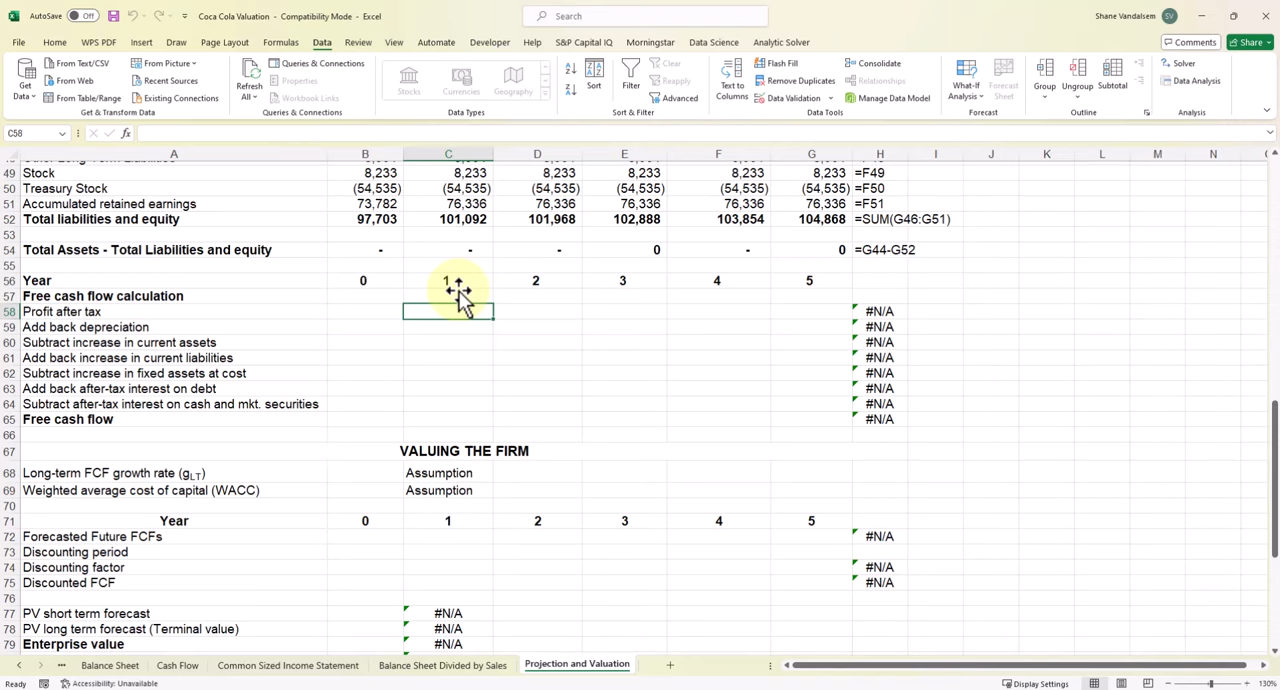 AutoSave Off Coca Cola Valuation - Compatibility Mode - Excel Search Shane Vandalsem SV
File Home WPS PDF Insert Draw Page Layout Formulas Data Review View Automate Developer Help S&P Capital IQ Morningstar Data Science Analytic Solver Comments Share
Get Data From Text/CSV From Picture Refresh All Queries & Connections Stocks Currencies Geography Sort Filter Clear Text to Columns Flash Fill Consolidate What-If Analysis Forecast Sheet Group Ungroup Subtotal Solver
From Web Recent Sources Properties Reapply Remove Duplicates Relationships Data Analysis
From Table/Range Existing Connections Workbook Links Advanced Data Validation Manage Data Model
Get & Transform Data Queries & Connections Data Types Sort & Filter Data Tools Forecast Outline Analysis
C58 fx
A B C D E F G H I J K L M N
49 Stock 8,233 8,233 8,233 8,233 8,233 8,233 =F49
50 Treasury Stock (54,535) (54,535) (54,535) (54,535) (54,535) (54,535) =F50
51 Accumulated retained earnings 73,782 76,336 76,336 76,336 76,336 76,336 =F51
52 Total liabilities and equity 97,703 101,092 101,968 102,888 103,854 104,868 =SUM(G46:G51)
53
54 Total Assets - Total Liabilities and equity - - - 0 - 0 =G44-G52
55
56 Year 0 1 2 3 4 5
57 Free cash flow calculation
58 Profit after tax #N/A
59 Add back depreciation #N/A
60 Subtract increase in current assets #N/A
61 Add back increase in current liabilities #N/A
62 Subtract increase in fixed assets at cost #N/A
63 Add back after-tax interest on debt #N/A
64 Subtract after-tax interest on cash and mkt. securities #N/A
65 Free cash flow #N/A
66
67 VALUING THE FIRM
68 Long-term FCF growth rate (gLT) Assumption
69 Weighted average cost of capital (WACC) Assumption
70
71 Year 0 1 2 3 4 5
72 Forecasted Future FCFs #N/A
73 Discounting period
74 Discounting factor #N/A
75 Discounted FCF #N/A
76
77 PV short term forecast #N/A
78 PV long term forecast (Terminal value) #N/A
79 Enterprise value #N/A
... Balance Sheet Cash Flow Common Sized Income Statement Balance Sheet Divided by Sales Projection and Valuation +
Ready Accessibility: Unavailable Display Settings 130%